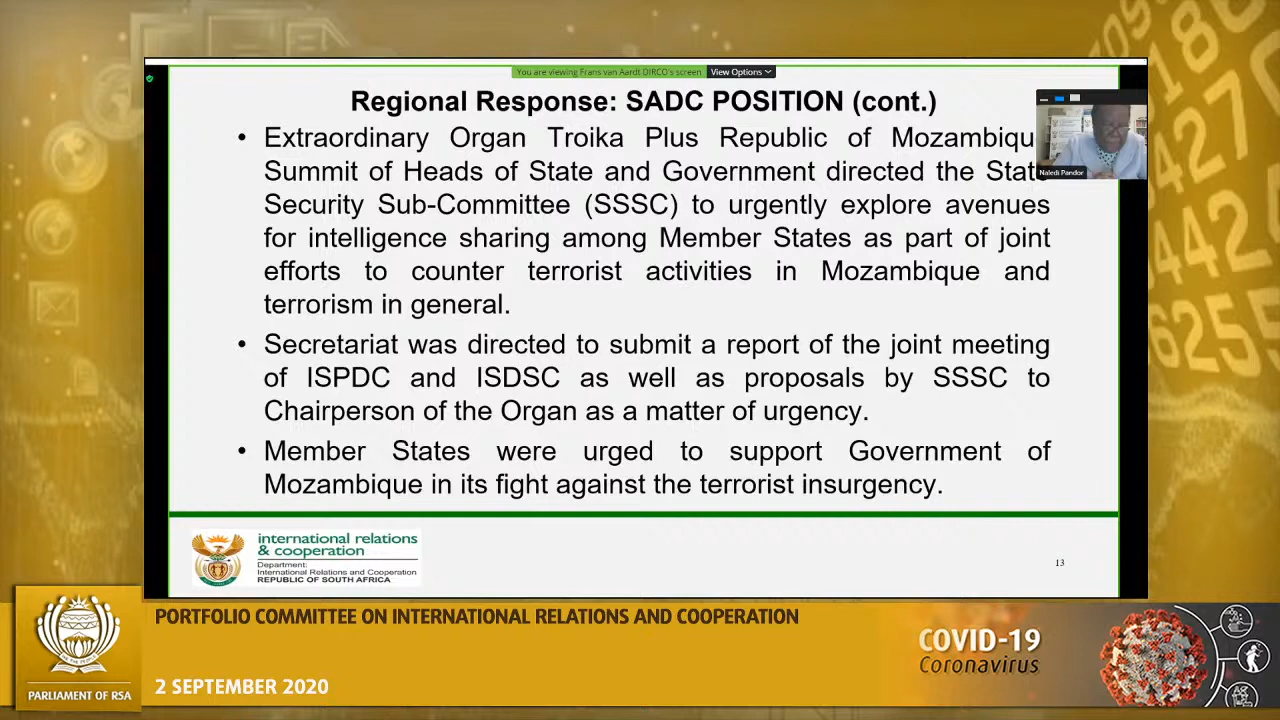 You are viewing Frans van Aardt DIRCO's screen
View Options
Regional Response: SADC POSITION (cont.)
• Extraordinary Organ Troika Plus Republic of
Summit of Heads of State and Government directed the
Security Sub-Committee (SSSC) to urgently explore avenues
for intelligence sharing among Member States as part of joint
efforts to counter terrorist activities in Mozambique and
terrorism in general.
• Secretariat was directed to submit a report of the joint meeting
of ISPDC and ISDSC as well as proposals by SSSC to
Chairperson of the Organ as a matter of urgency.
• Member States were urged to support Government of
Mozambique in its fight against the terrorist insurgency.
Naledi Pandor
international relations
& cooperation
Department:
International Relations and Cooperation
REPUBLIC OF SOUTH AFRICA
13
PORTFOLIO COMMITTEE ON INTERNATIONAL RELATIONS AND COOPERATION
2 SEPTEMBER 2020
PARLIAMENT OF RSA
COVID-19
Coronavirus